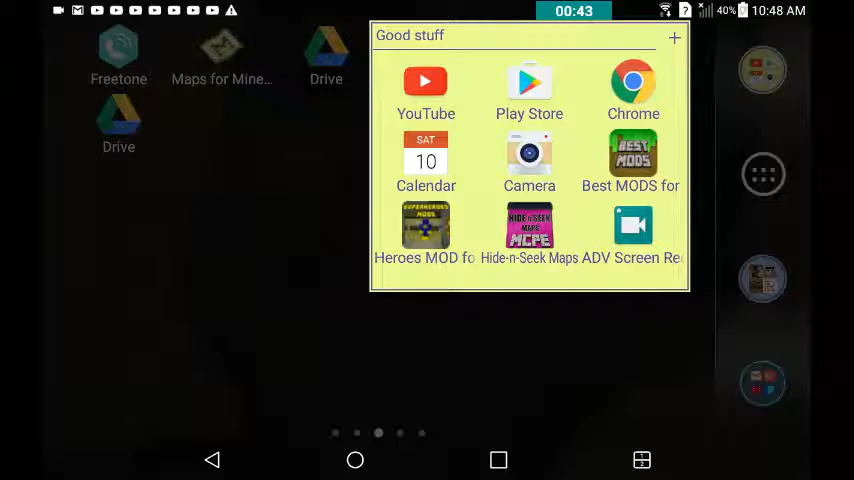 00:43
40% 10:48 AM
Good stuff
+
Freetone
Maps for Mine...
Drive
Drive
YouTube
Play Store
Chrome
SAT
10
Calendar
Camera
BEST
MODS
Best MODS for
SUPERHEROES
MODS
Heroes MOD fo
HIDE N SEEK
MAPS
MCPE
Hide-n-Seek Maps
ADV Screen Re